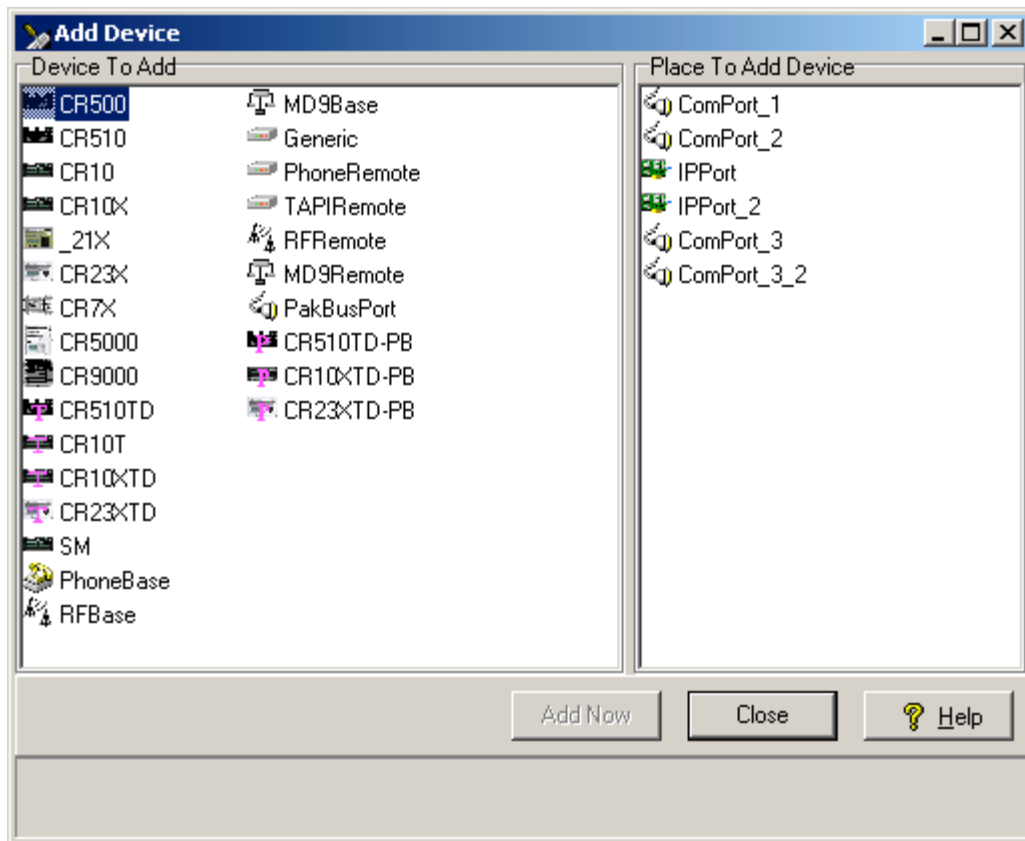 Add Device
Device To Add
CR500
CR510
CR10
CR10X
_21X
CR23X
CR7X
CR5000
CR9000
CR510TD
CR10T
CR10XTD
CR23XTD
SM
PhoneBase
RFBase
MD9Base
Generic
PhoneRemote
TAPIRemote
RFRemote
MD9Remote
PakBusPort
CR510TD-PB
CR10XTD-PB
CR23XTD-PB
Place To Add Device
ComPort_1
ComPort_2
IPPort
IPPort_2
ComPort_3
ComPort_3_2
Add Now
Close
? Help